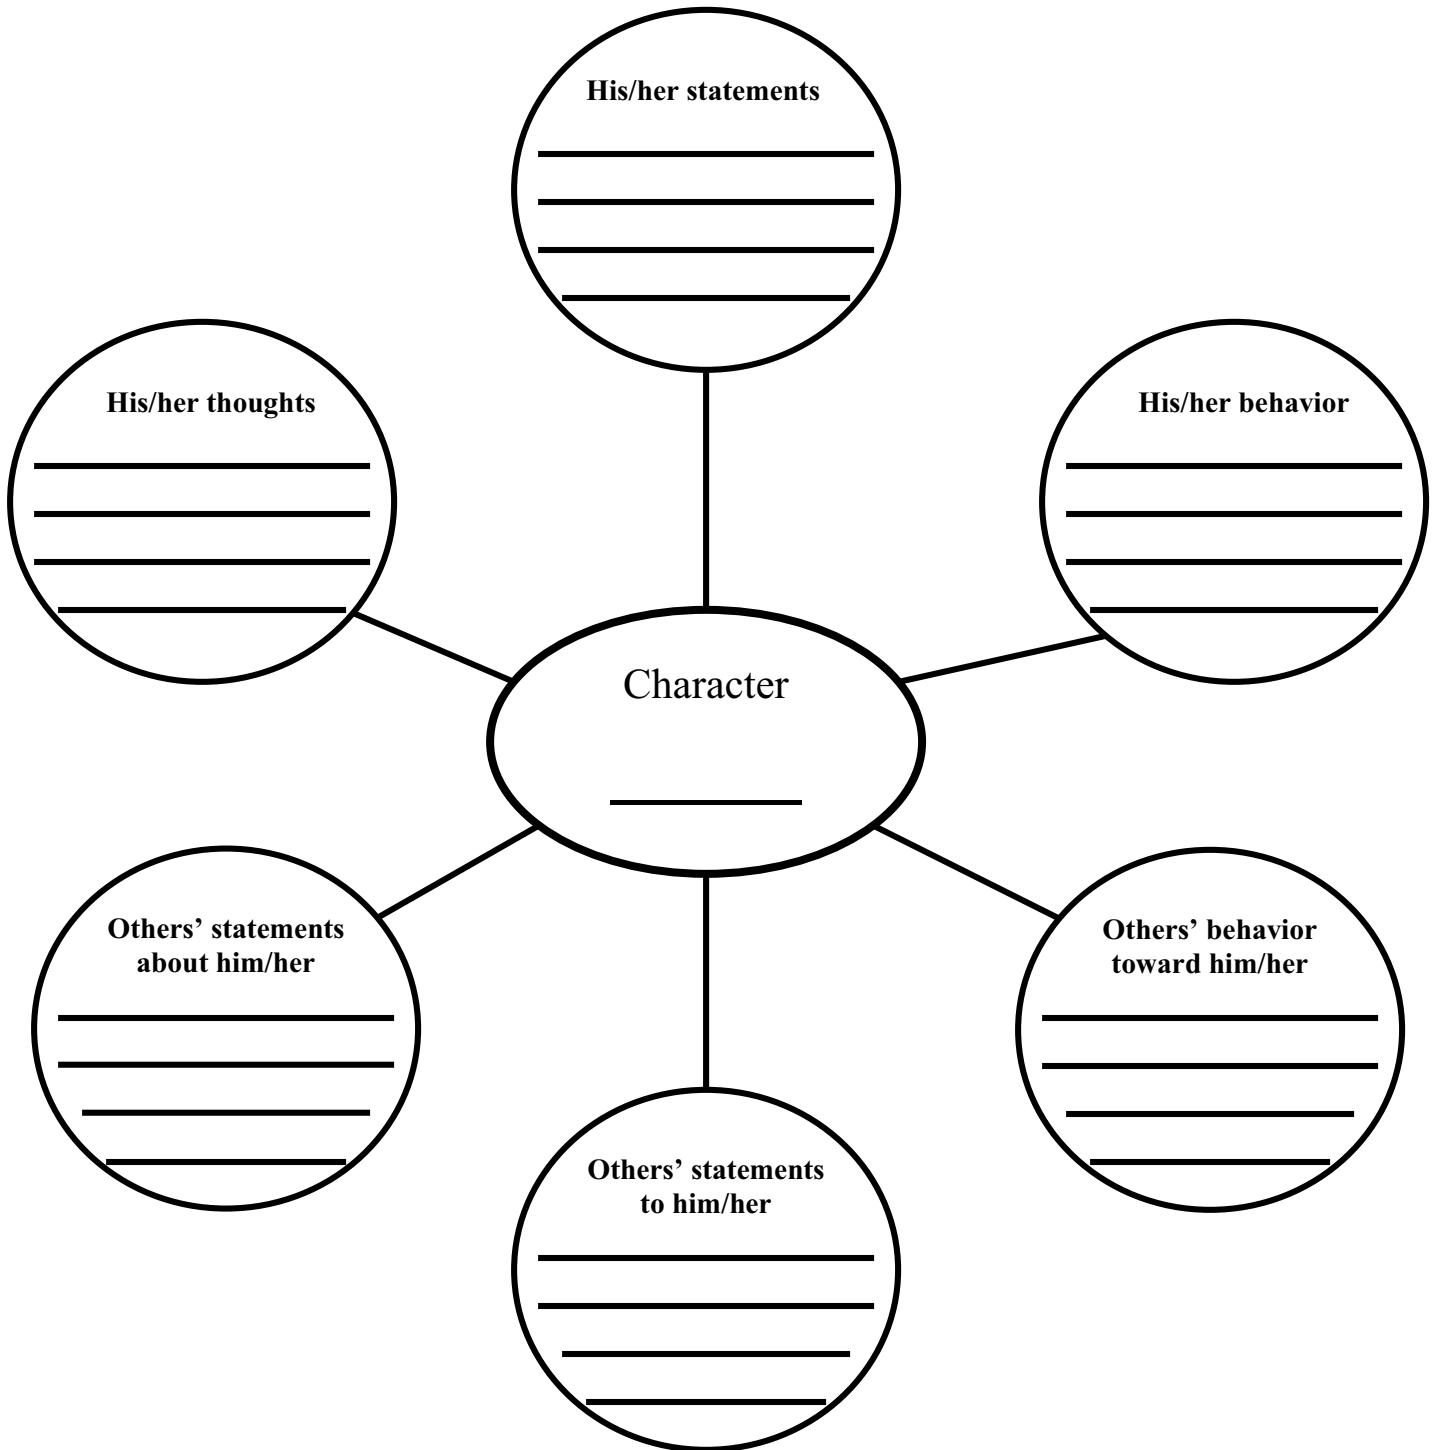 His/her statements
His/her thoughts
His/her behavior
Character
Others’ statements
about him/her
Others’ behavior
toward him/her
Others’ statements
to him/her